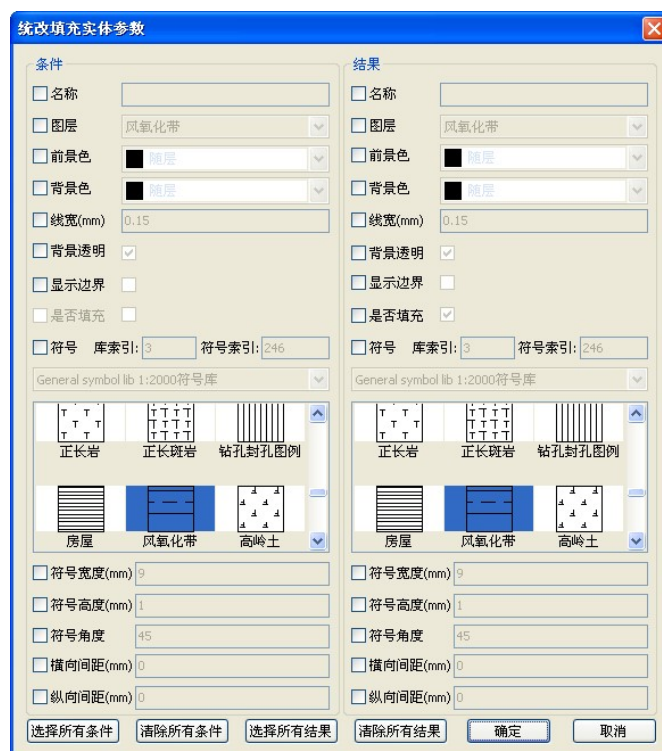 统改填充实体参数
条件
名称
图层 风氧化带
前景色 随层
背景色 随层
线宽(mm) 0.15
背景透明
显示边界
是否填充
符号 库索引: 3 符号索引: 246
General symbol lib 1:2000符号库
正长岩 正长斑岩 钻孔封孔图例
房屋 风氧化带 高岭土
符号宽度(mm) 9
符号高度(mm) 1
符号角度 45
横向间距(mm) 0
纵向间距(mm) 0
结果
名称
图层 风氧化带
前景色 随层
背景色 随层
线宽(mm) 0.15
背景透明
显示边界
是否填充
符号 库索引: 3 符号索引: 246
General symbol lib 1:2000符号库
正长岩 正长斑岩 钻孔封孔图例
房屋 风氧化带 高岭土
符号宽度(mm) 9
符号高度(mm) 1
符号角度 45
横向间距(mm) 0
纵向间距(mm) 0
选择所有条件 清除所有条件 选择所有结果 清除所有结果 确定 取消